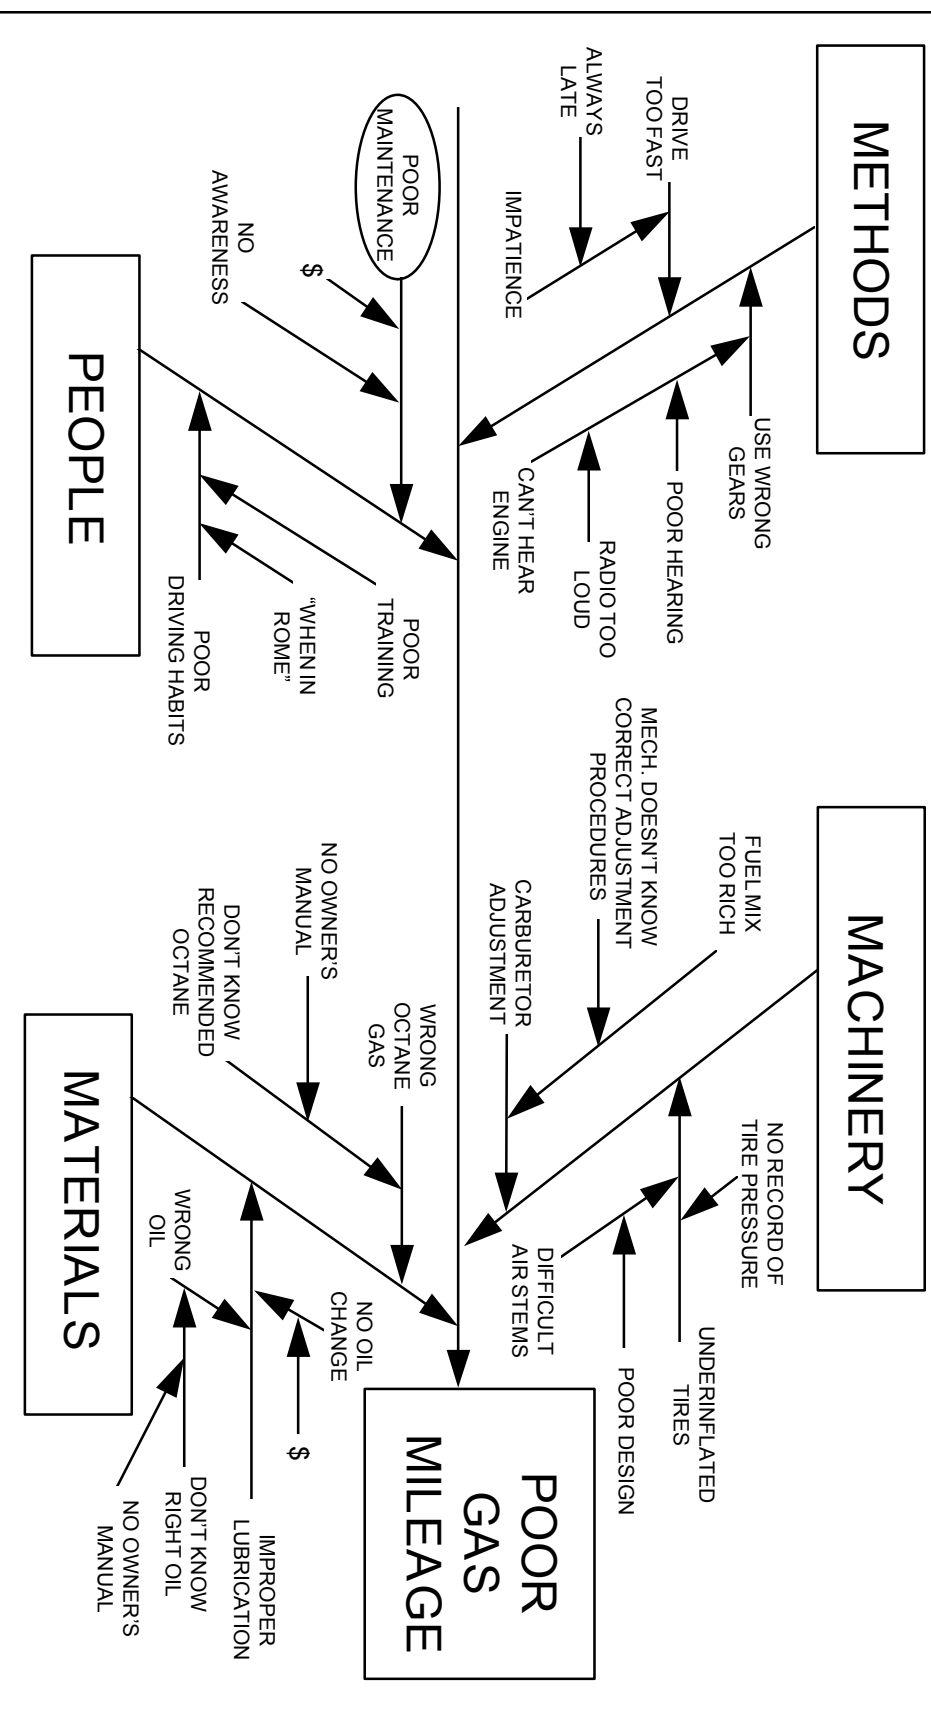 METHODS
MACHINERY
DRIVE
TOO FAST
ALWAYS
LATE
IMPATIENCE
USE WRONG
GEARS
POOR HEARING
RADIO TOO
LOUD
CAN'T HEAR
ENGINE
FUEL MIX
TOO RICH
MECH. DOESN'T KNOW
CORRECT ADJUSTMENT
PROCEDURES
CARBURETOR
ADJUSTMENT
NO RECORD OF
TIRE PRESSURE
UNDERINFLATED
TIRES
POOR DESIGN
DIFFICULT
AIR STEMS
POOR
GAS
MILEAGE
POOR
MAINTENANCE
$
NO
AWARENESS
POOR
TRAINING
“WHEN IN
ROME”
POOR
DRIVING HABITS
WRONG
OCTANE
GAS
NO OWNER'S
MANUAL
DON'T KNOW
RECOMMENDED
OCTANE
NO OIL
CHANGE
$
WRONG
OIL
IMPROPER
LUBRICATION
DON'T KNOW
RIGHT OIL
NO OWNER'S
MANUAL
PEOPLE
MATERIALS